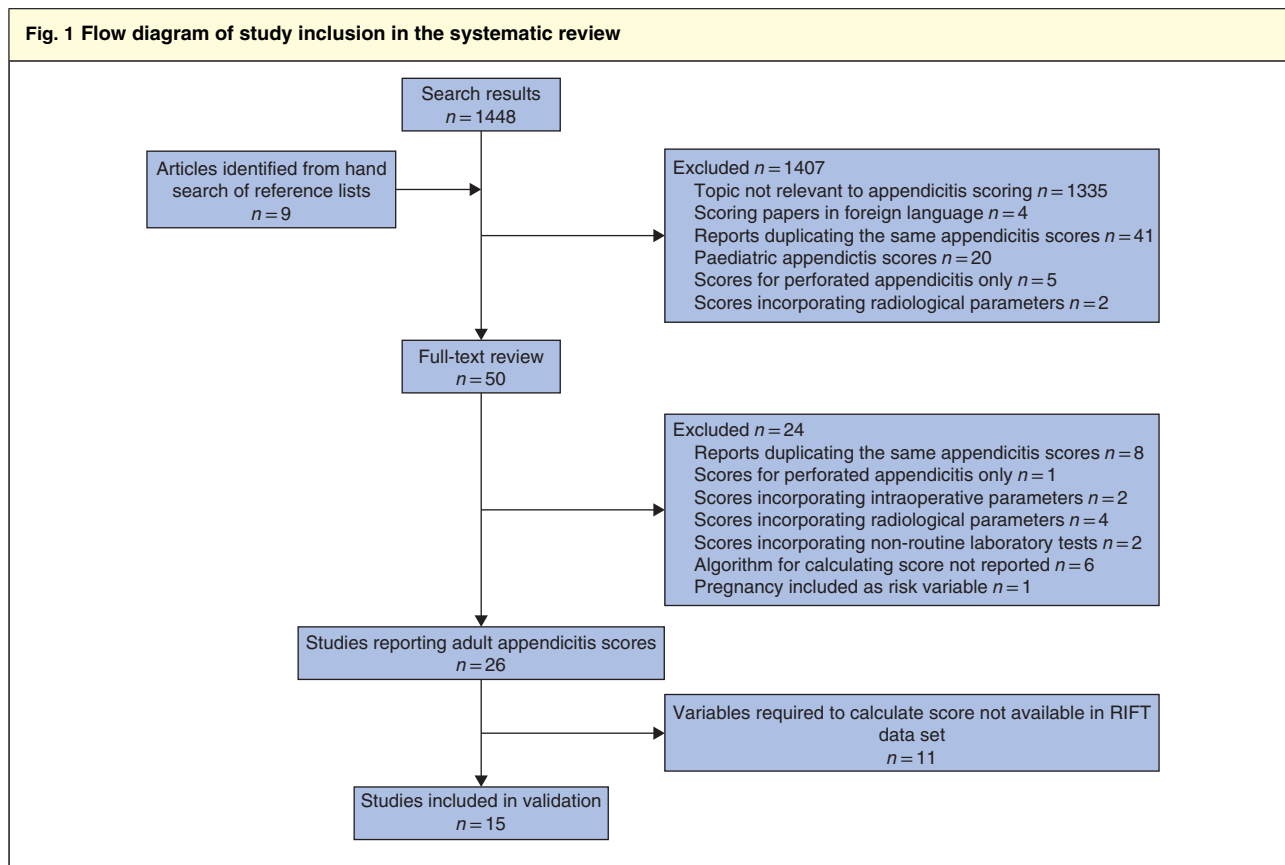 Fig. 1 Flow diagram of study inclusion in the systematic review
Search results
n = 1448
Articles identified from hand
search of reference lists
n = 9
Excluded n = 1407
Topic not relevant to appendicitis scoring n = 1335
Scoring papers in foreign language n = 4
Reports duplicating the same appendicitis scores n = 41
Paediatric appendictis scores n = 20
Scores for perforated appendicitis only n = 5
Scores incorporating radiological parameters n = 2
Full-text review
n = 50
Excluded n = 24
Reports duplicating the same appendicitis scores n = 8
Scores for perforated appendicitis only n = 1
Scores incorporating intraoperative parameters n = 2
Scores incorporating radiological parameters n = 4
Scores incorporating non-routine laboratory tests n = 2
Algorithm for calculating score not reported n = 6
Pregnancy included as risk variable n = 1
Studies reporting adult appendicitis scores
n = 26
Variables required to calculate score not available in RIFT
data set
n = 11
Studies included in validation
n = 15